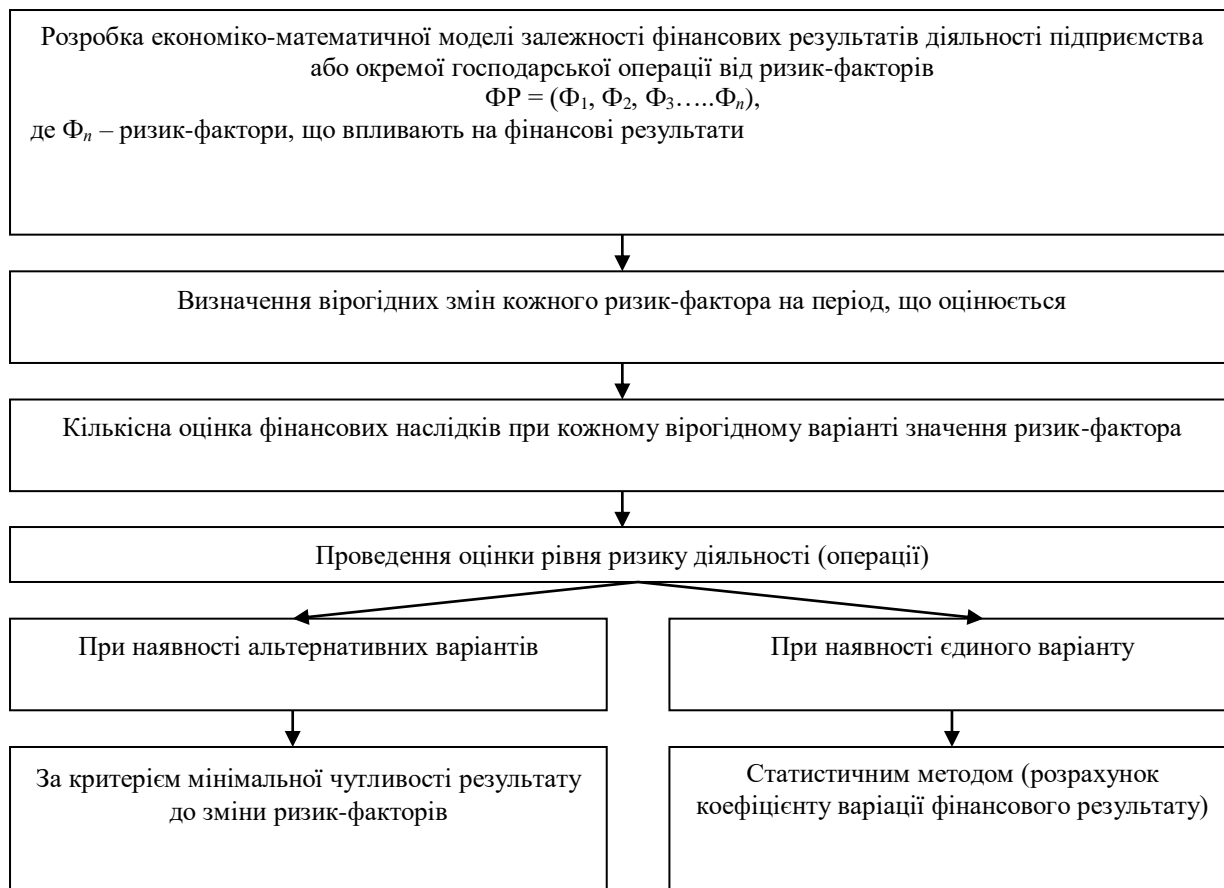 Розробка економіко-математичної моделі залежності фінансових результатів діяльності підприємства
або окремої господарської операції від ризик-факторів
ФР = (Ф₁, Ф₂, Ф₃…..Фₙ),
де Фₙ – ризик-фактори, що впливають на фінансові результати
Визначення вірогідних змін кожного ризик-фактора на період, що оцінюється
Кількісна оцінка фінансових наслідків при кожному вірогідному варіанті значення ризик-фактора
Проведення оцінки рівня ризику діяльності (операції)
При наявності альтернативних варіантів
При наявності єдиного варіанту
За критерієм мінімальної чутливості результату
до зміни ризик-факторів
Статистичним методом (розрахунок
коефіцієнту варіації фінансового результату)